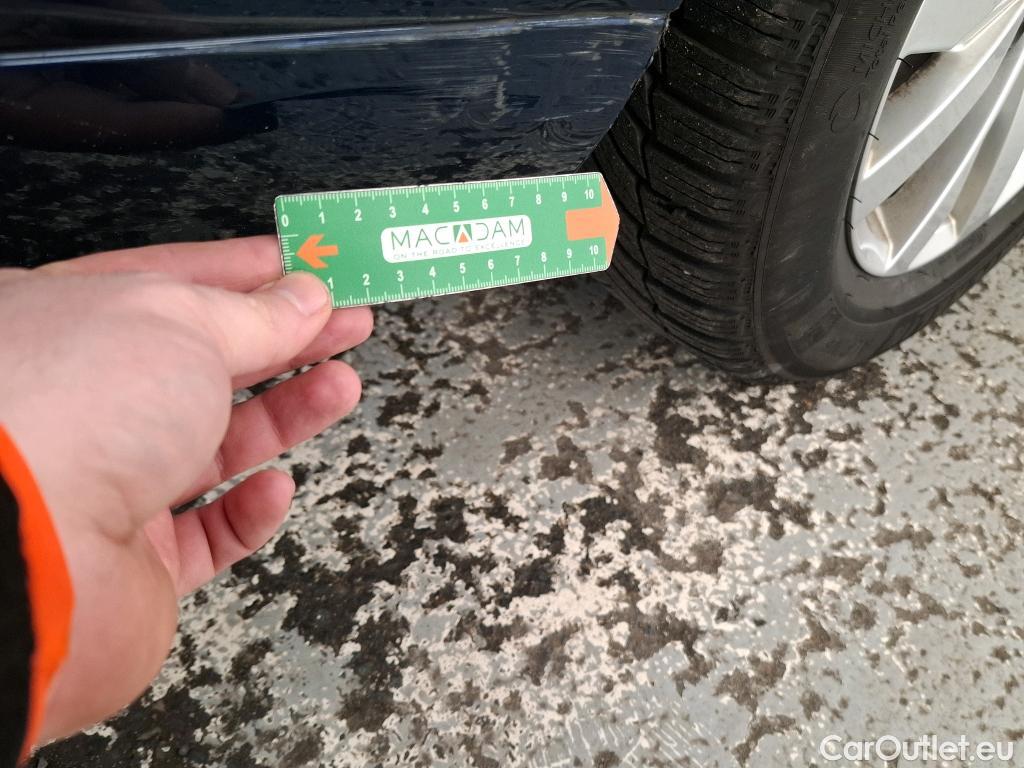 0 1 2 3 4 5 6 7 8 9 10
MACADAM
ON THE ROAD TO EXCELLENCE
1 2 3 4 5 6 7 8 9 10
CarOutlet.eu